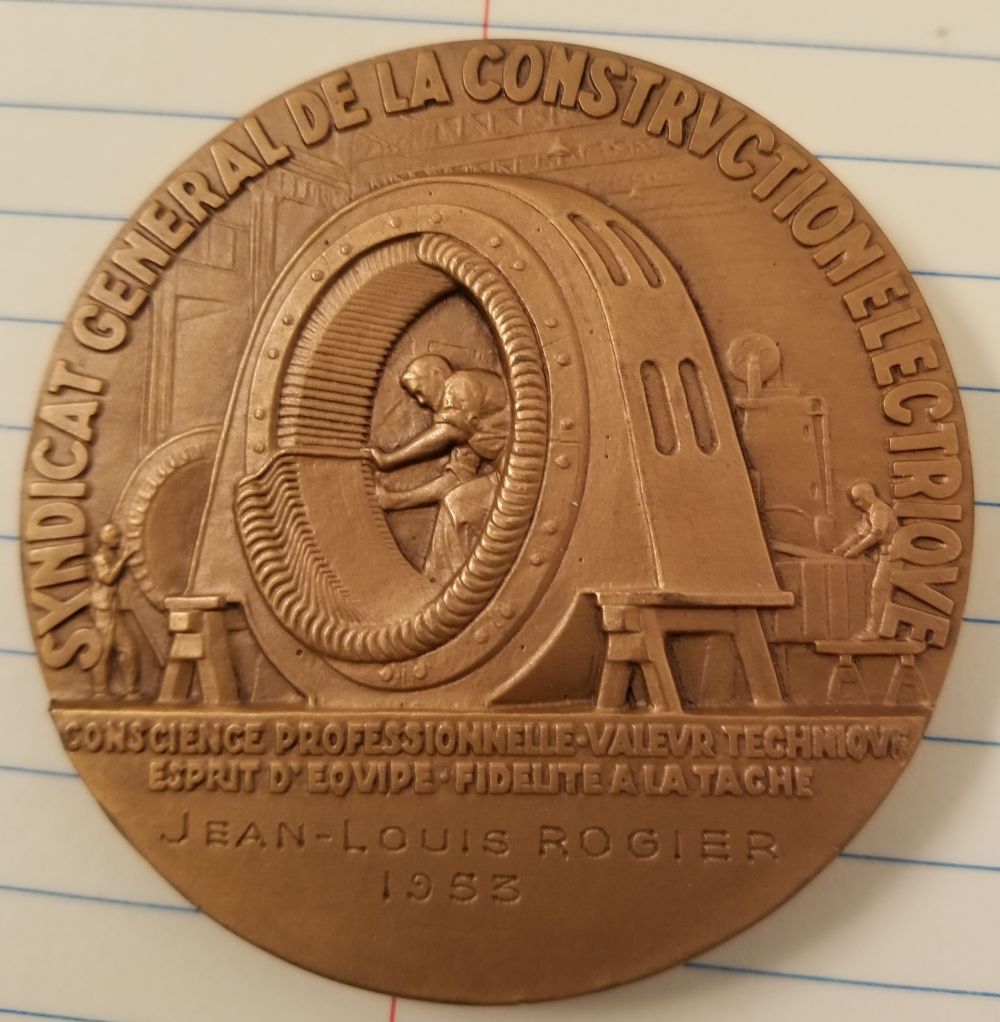 SYNDICAT GENERAL DE LA CONSTRVCTION ELECTRIQVE
CONSCIENCE PROFESSIONNELLE·VALEVR TECHNIQVE
ESPRIT D'EQVIPE·FIDELITE A LA TACHE
JEAN-LOUIS ROGIER
1953